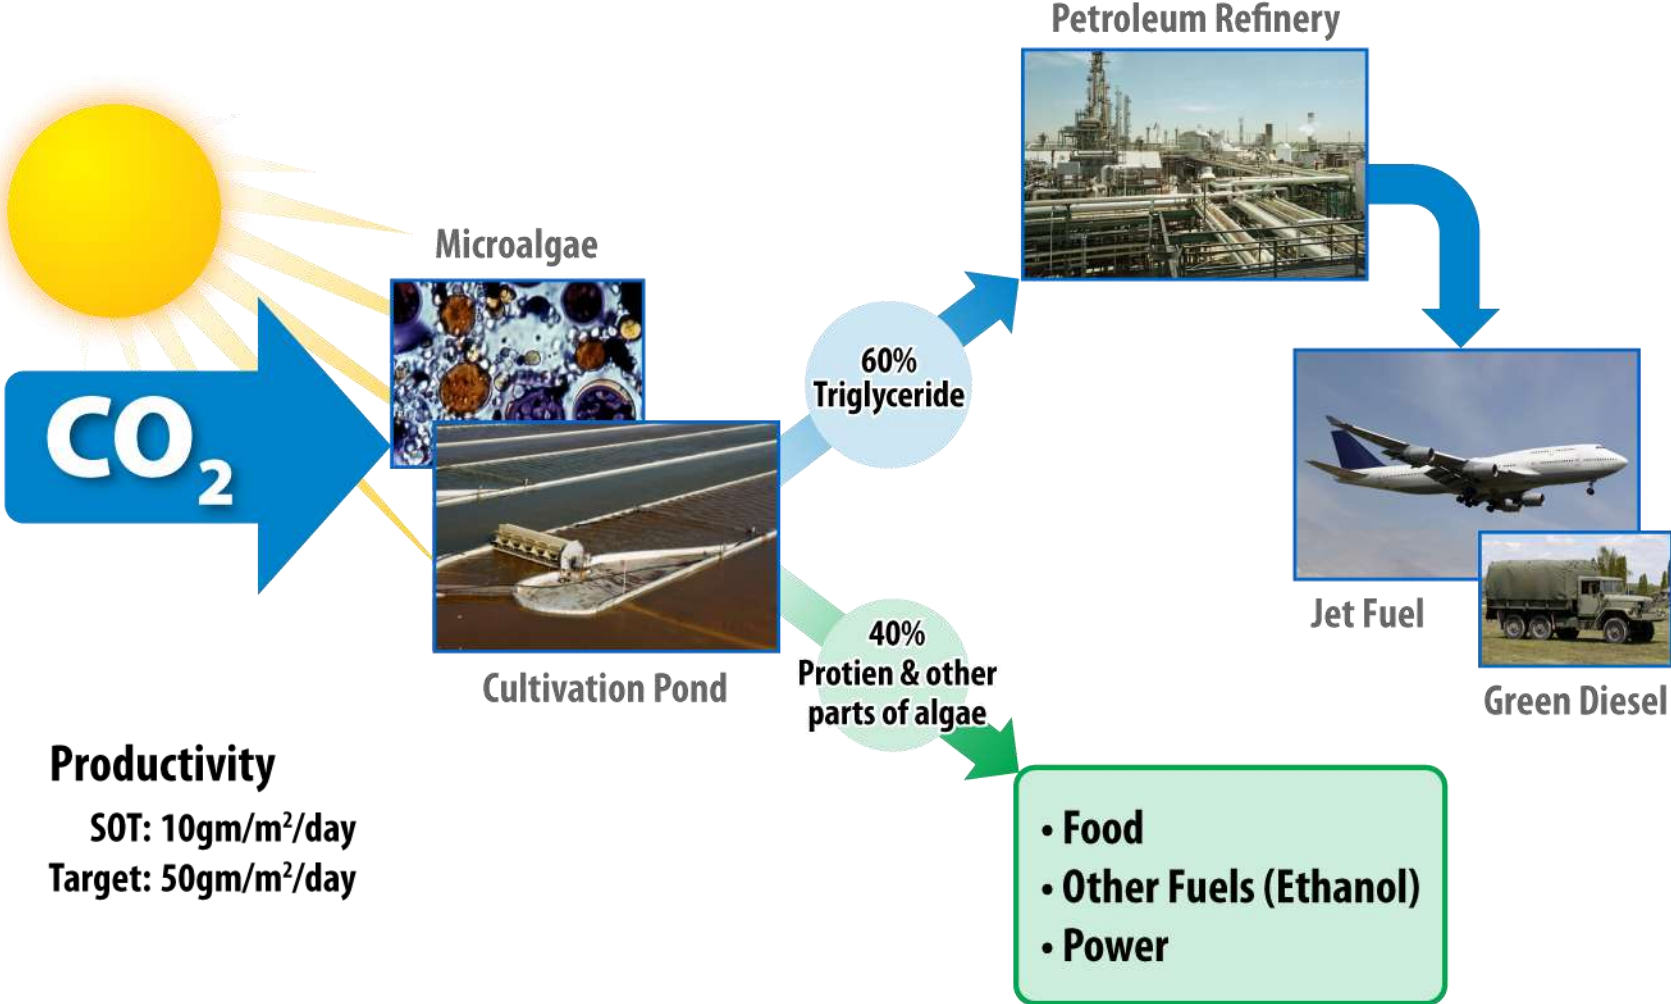 Petroleum Refinery
Microalgae
CO₂
60%
Triglyceride
Jet Fuel
Green Diesel
Cultivation Pond
40%
Protien & other
parts of algae
Productivity
SOT: 10gm/m²/day
Target: 50gm/m²/day
• Food
• Other Fuels (Ethanol)
• Power